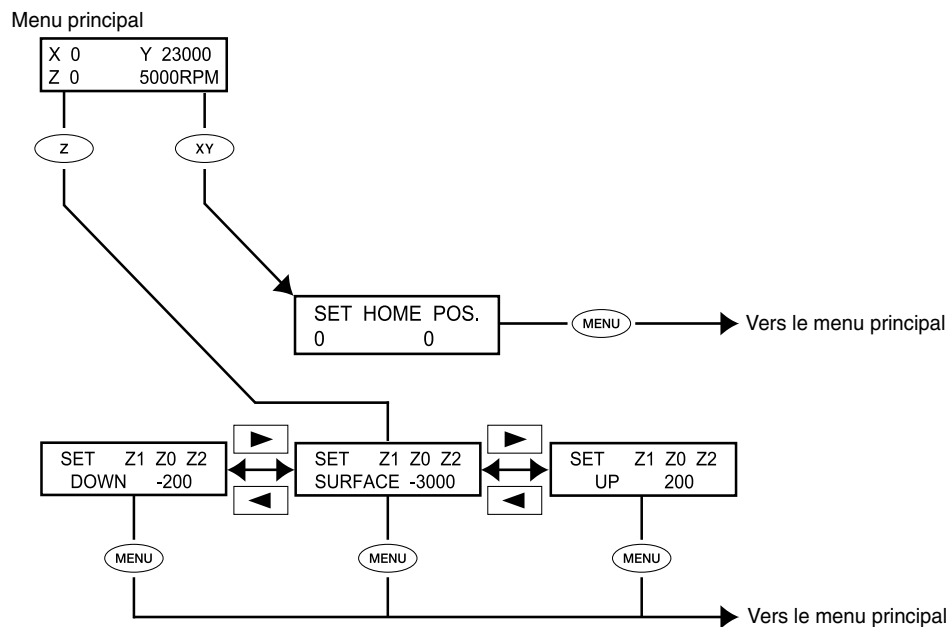 Menu principal
X 0 Y 23000
Z 0 5000RPM
Z XY
SET HOME POS.
0 0
MENU
Vers le menu principal
SET Z1 Z0 Z2
DOWN -200
SET Z1 Z0 Z2
SURFACE -3000
SET Z1 Z0 Z2
UP 200
MENU MENU MENU
Vers le menu principal